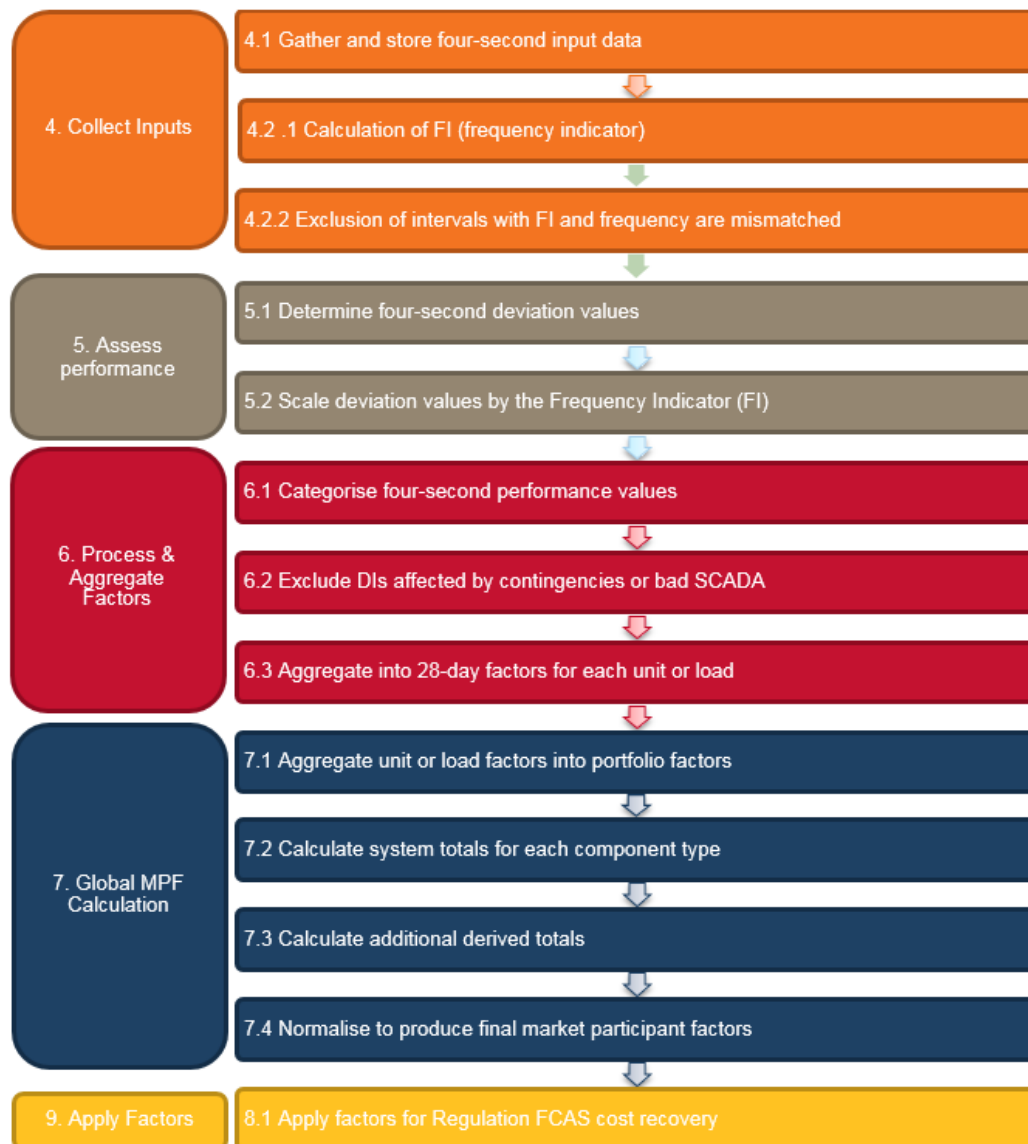 4. Collect Inputs
4.1 Gather and store four-second input data
4.2 .1 Calculation of FI (frequency indicator)
4.2.2 Exclusion of intervals with FI and frequency are mismatched
5. Assess
performance
5.1 Determine four-second deviation values
5.2 Scale deviation values by the Frequency Indicator (FI)
6. Process &
Aggregate
Factors
6.1 Categorise four-second performance values
6.2 Exclude DIs affected by contingencies or bad SCADA
6.3 Aggregate into 28-day factors for each unit or load
7. Global MPF
Calculation
7.1 Aggregate unit or load factors into portfolio factors
7.2 Calculate system totals for each component type
7.3 Calculate additional derived totals
7.4 Normalise to produce final market participant factors
9. Apply Factors
8.1 Apply factors for Regulation FCAS cost recovery